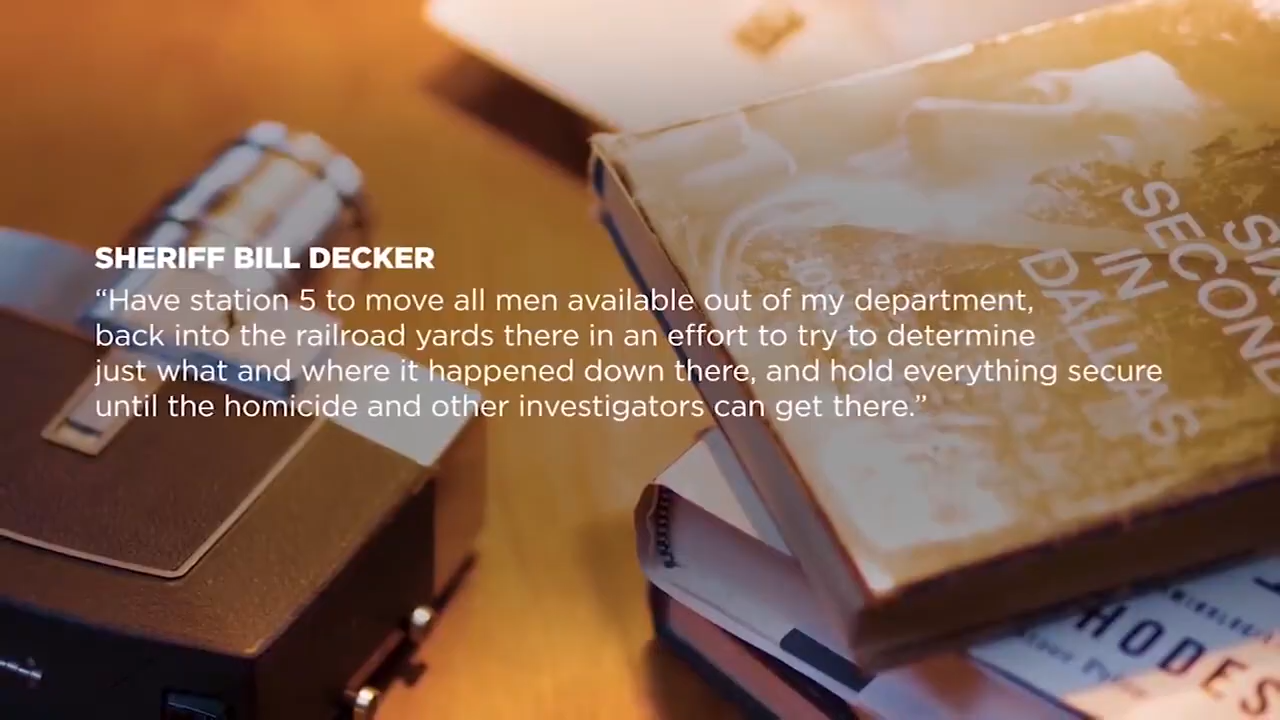 SHERIFF BILL DECKER
“Have station 5 to move all men available out of my department,
back into the railroad yards there in an effort to try to determine
just what and where it happened down there, and hold everything secure
until the homicide and other investigators can get there.”
SECOND
IN
DALLAS
HODES